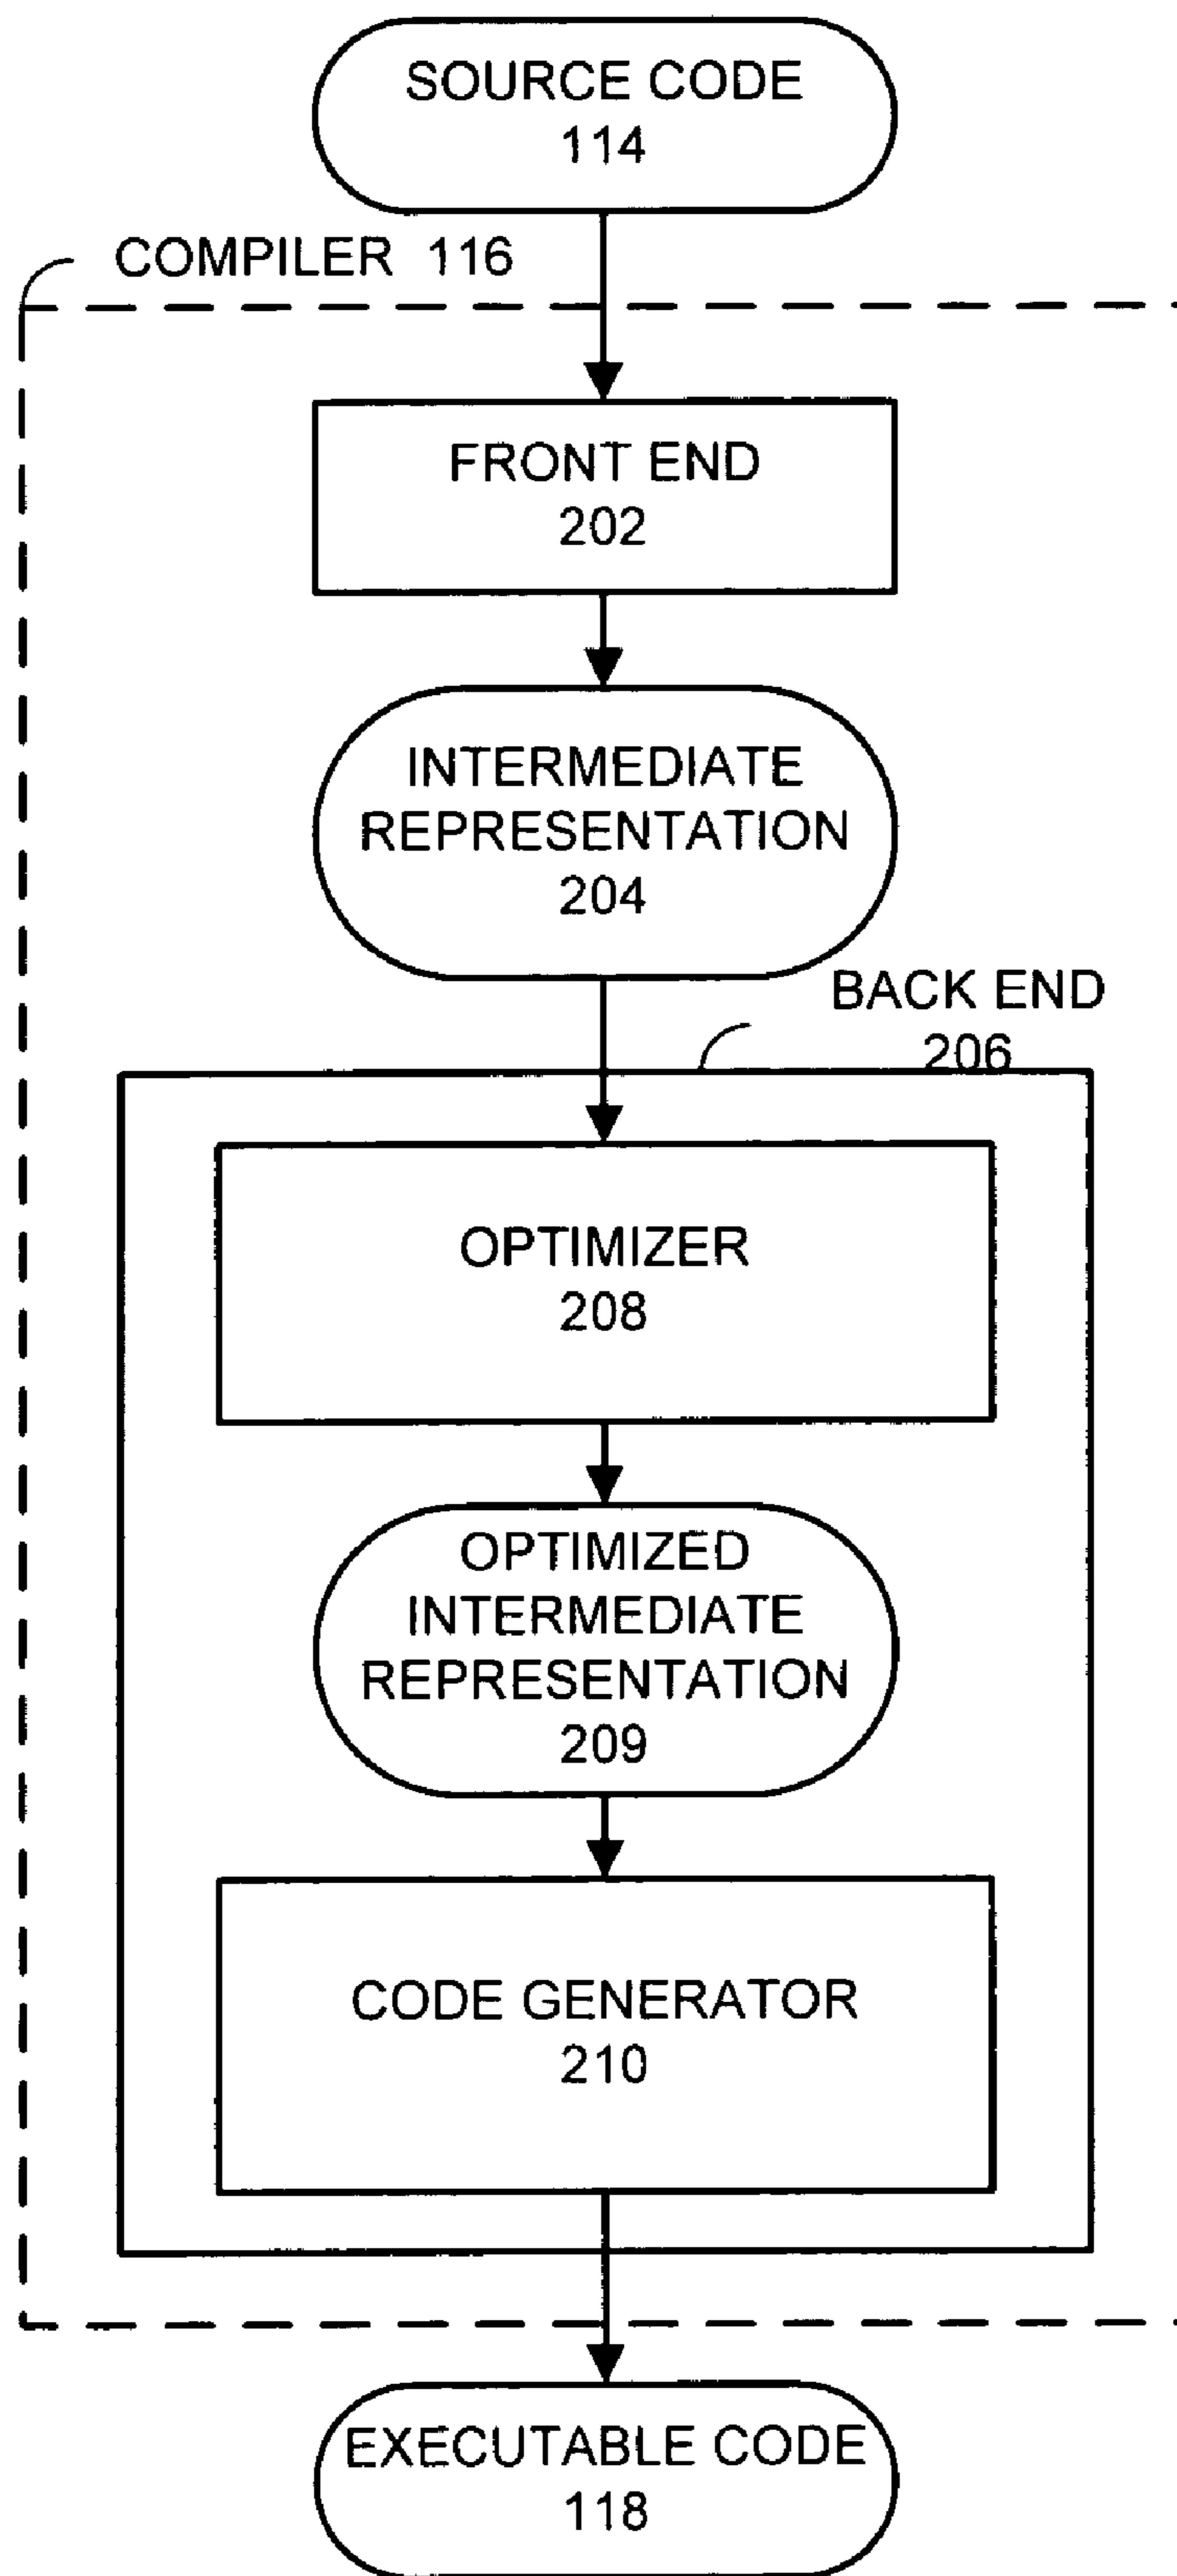 SOURCE CODE
114
COMPILER 116
FRONT END
202
INTERMEDIATE
REPRESENTATION
204
BACK END
206
OPTIMIZER
208
OPTIMIZED
INTERMEDIATE
REPRESENTATION
209
CODE GENERATOR
210
EXECUTABLE CODE
118